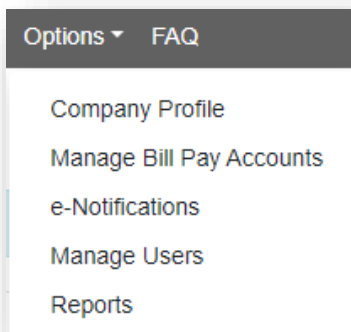 Options FAQ
Company Profile
Manage Bill Pay Accounts
e-Notifications
Manage Users
Reports